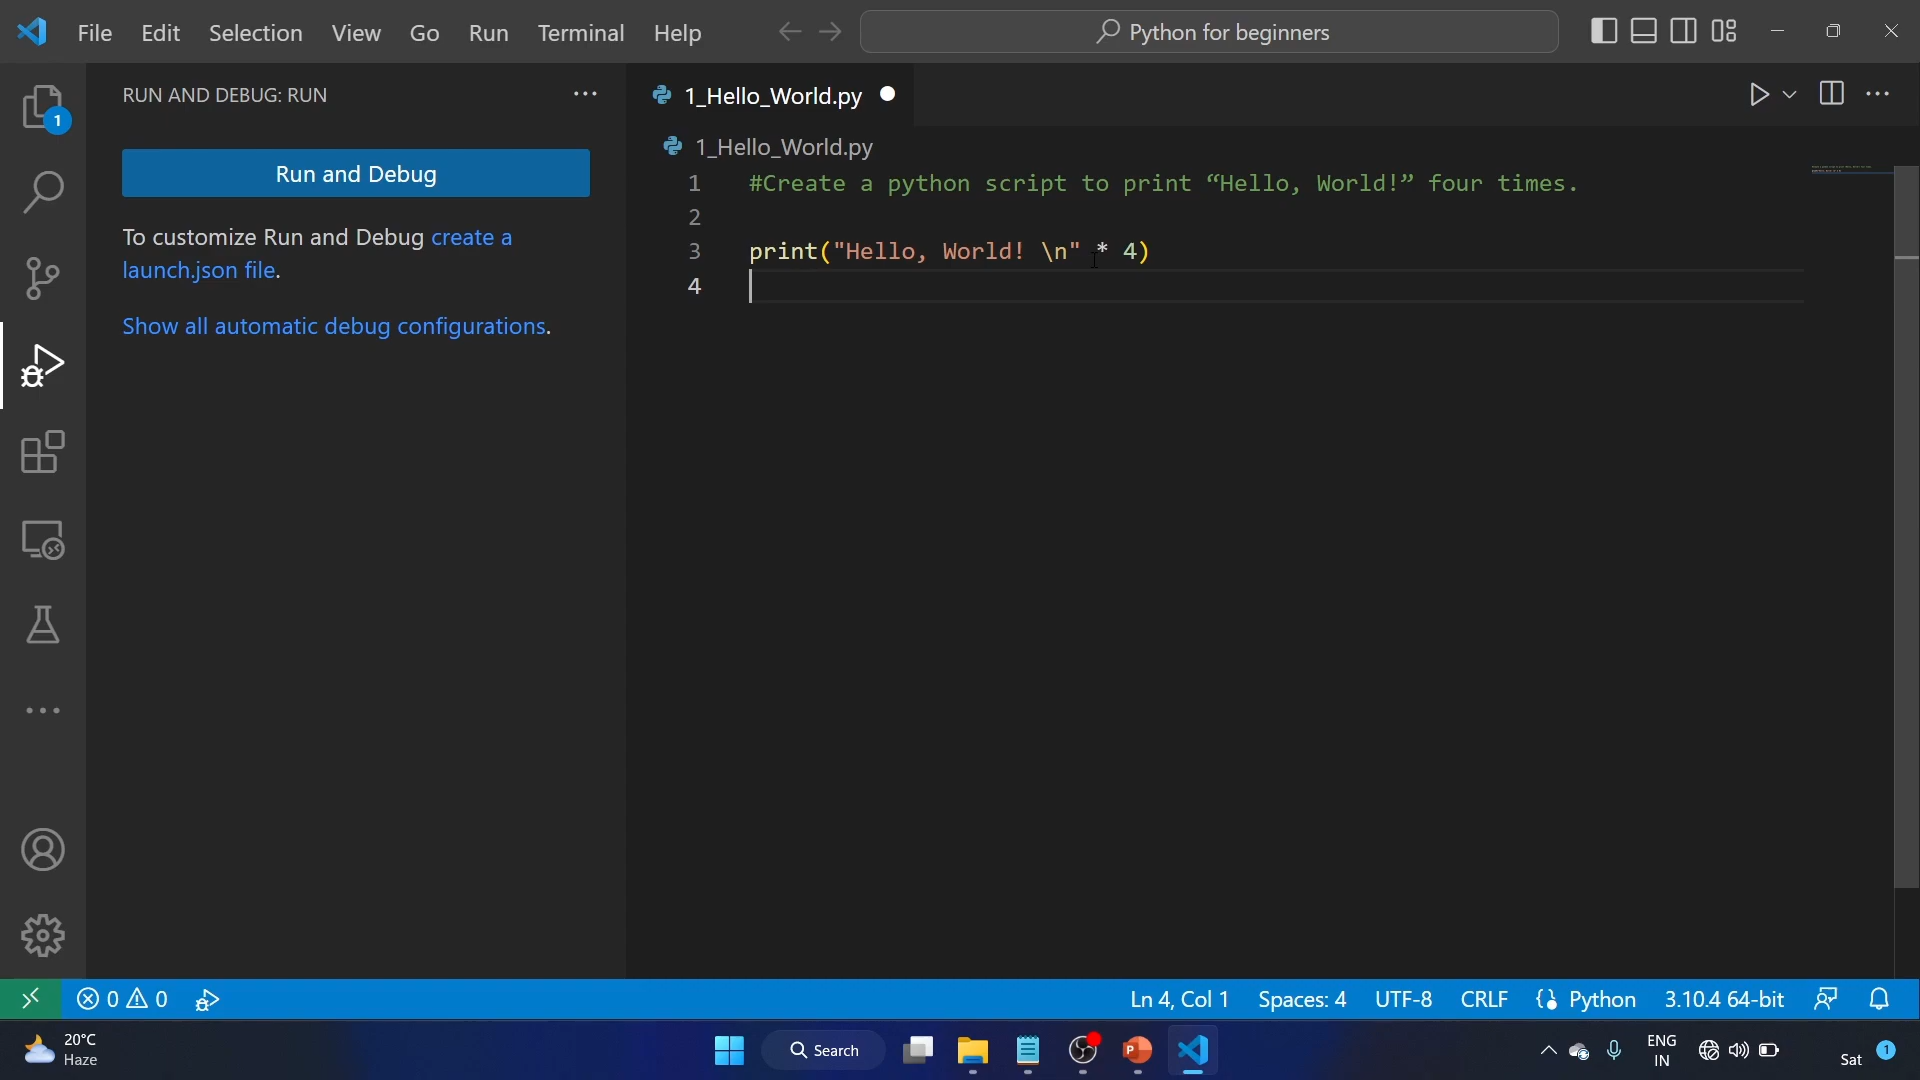 File Edit Selection View Go Run Terminal Help Python for beginners
RUN AND DEBUG: RUN
1
Run and Debug
To customize Run and Debug create a
launch.json file.
Show all automatic debug configurations.
1_Hello_World.py
1_Hello_World.py
1 #Create a python script to print “Hello, World!” four times.
2
3 print("Hello, World! \n" * 4)
4
0 0 Ln 4, Col 1 Spaces: 4 UTF-8 CRLF Python 3.10.4 64-bit
20°C
Haze
Search
P
ENG
IN
Sat 1